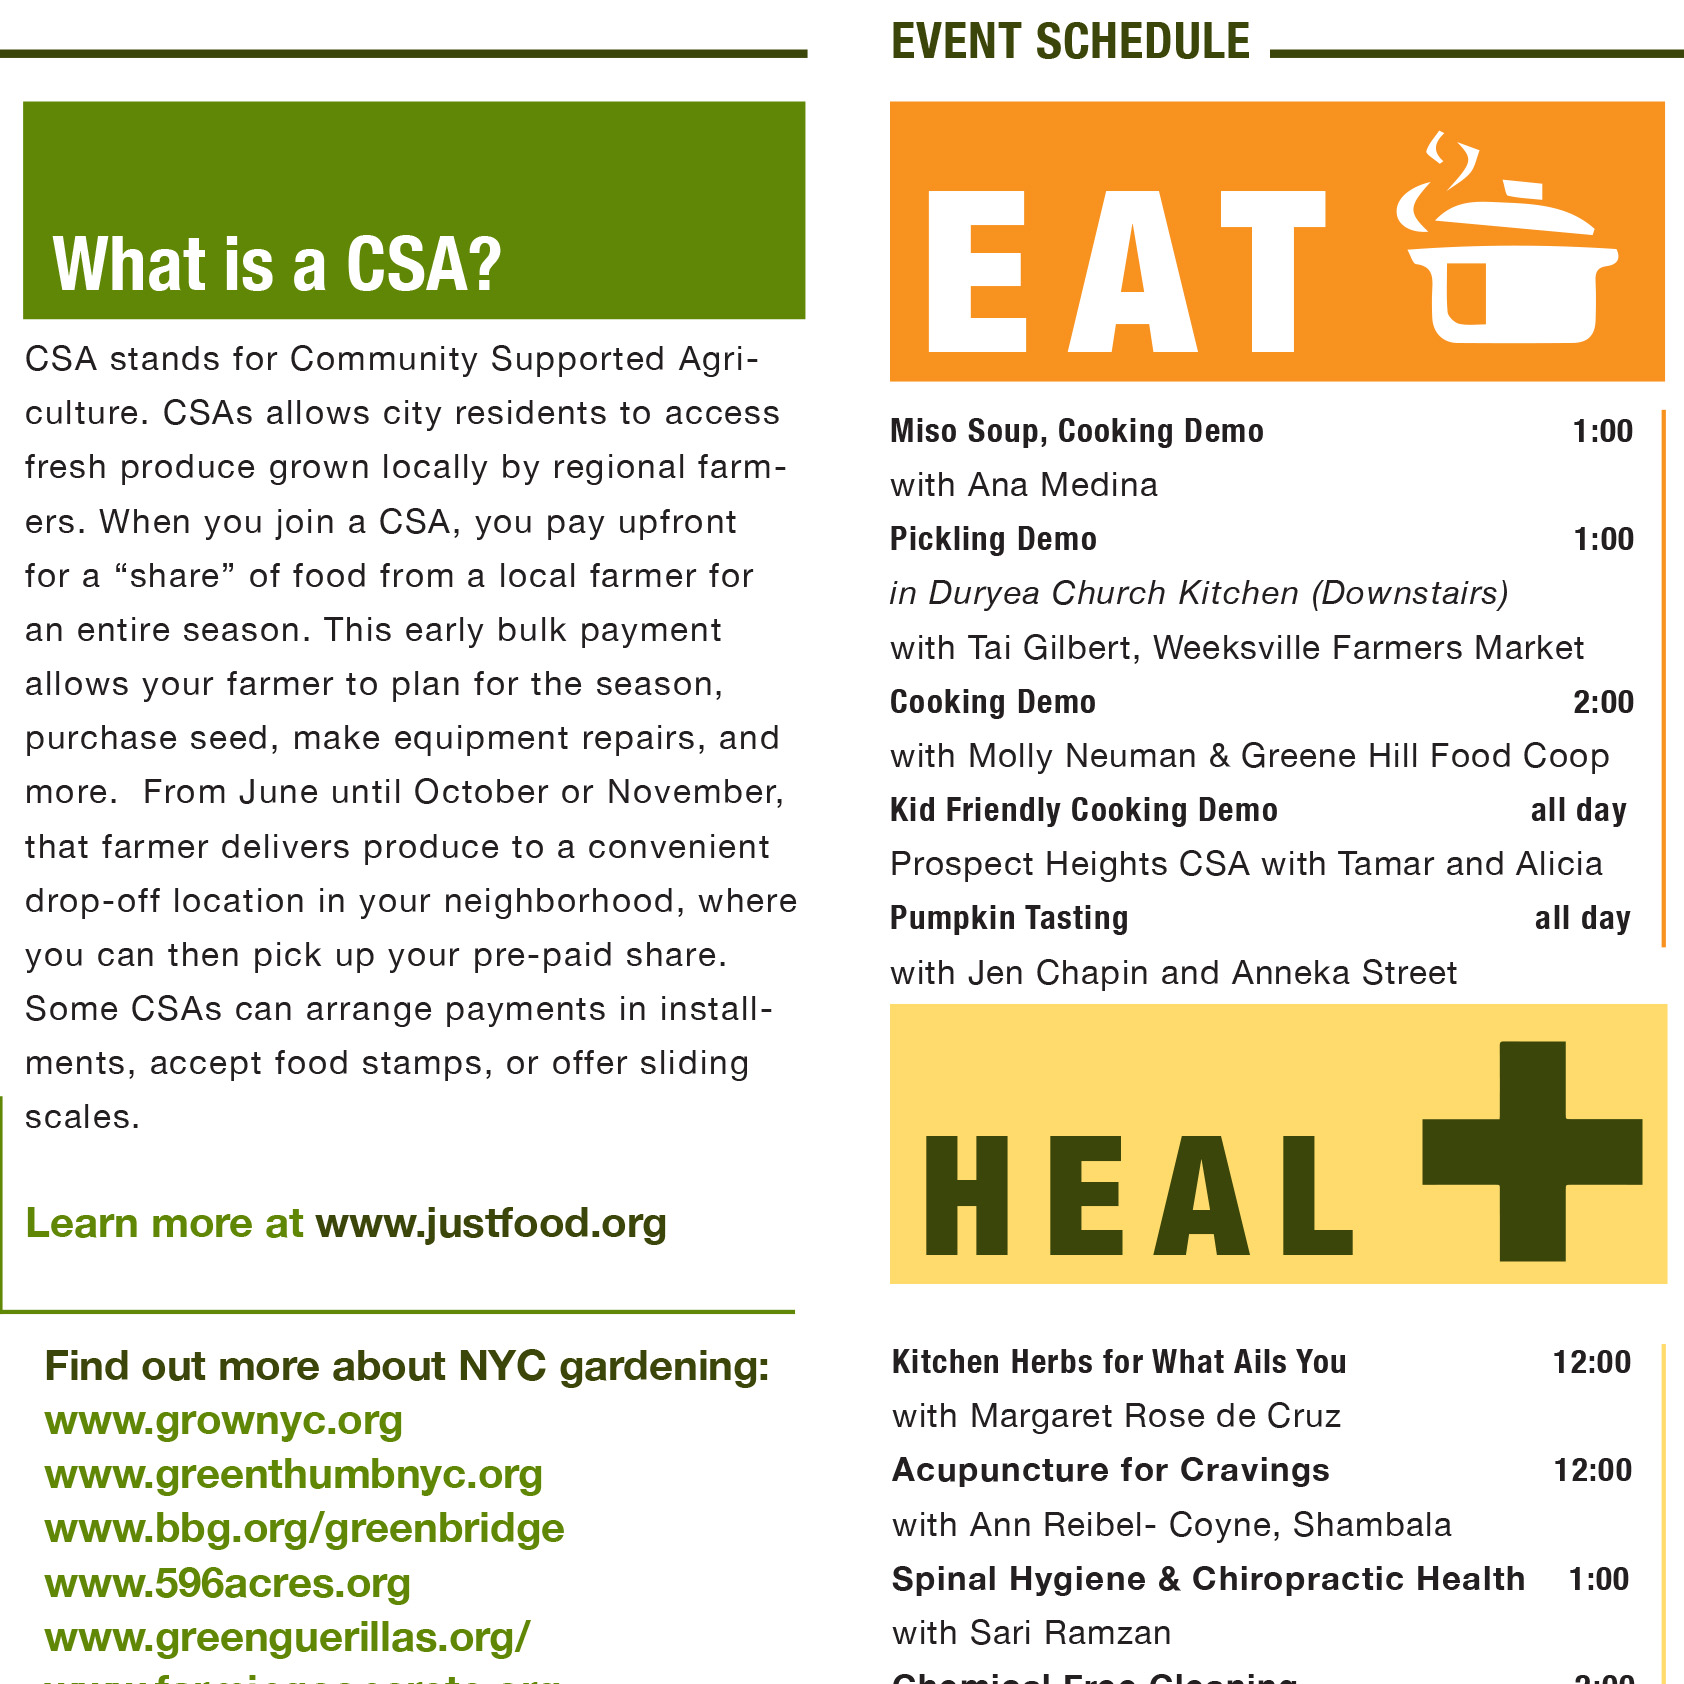 What is a CSA?
CSA stands for Community Supported Agri-
culture. CSAs allows city residents to access
fresh produce grown locally by regional farm-
ers. When you join a CSA, you pay upfront
for a “share” of food from a local farmer for
an entire season. This early bulk payment
allows your farmer to plan for the season,
purchase seed, make equipment repairs, and
more.  From June until October or November,
that farmer delivers produce to a convenient
drop-off location in your neighborhood, where
you can then pick up your pre-paid share.
Some CSAs can arrange payments in install-
ments, accept food stamps, or offer sliding
scales.
Learn more at www.justfood.org
Find out more about NYC gardening:
www.grownyc.org
www.greenthumbnyc.org
www.bbg.org/greenbridge
www.596acres.org
www.greenguerillas.org/
EVENT SCHEDULE
EAT
Miso Soup, Cooking Demo 1:00
with Ana Medina
Pickling Demo 1:00
in Duryea Church Kitchen (Downstairs)
with Tai Gilbert, Weeksville Farmers Market
Cooking Demo 2:00
with Molly Neuman & Greene Hill Food Coop
Kid Friendly Cooking Demo all day
Prospect Heights CSA with Tamar and Alicia
Pumpkin Tasting all day
with Jen Chapin and Anneka Street
HEAL
Kitchen Herbs for What Ails You 12:00
with Margaret Rose de Cruz
Acupuncture for Cravings 12:00
with Ann Reibel- Coyne, Shambala
Spinal Hygiene & Chiropractic Health 1:00
with Sari Ramzan
Chemical Free Cleaning